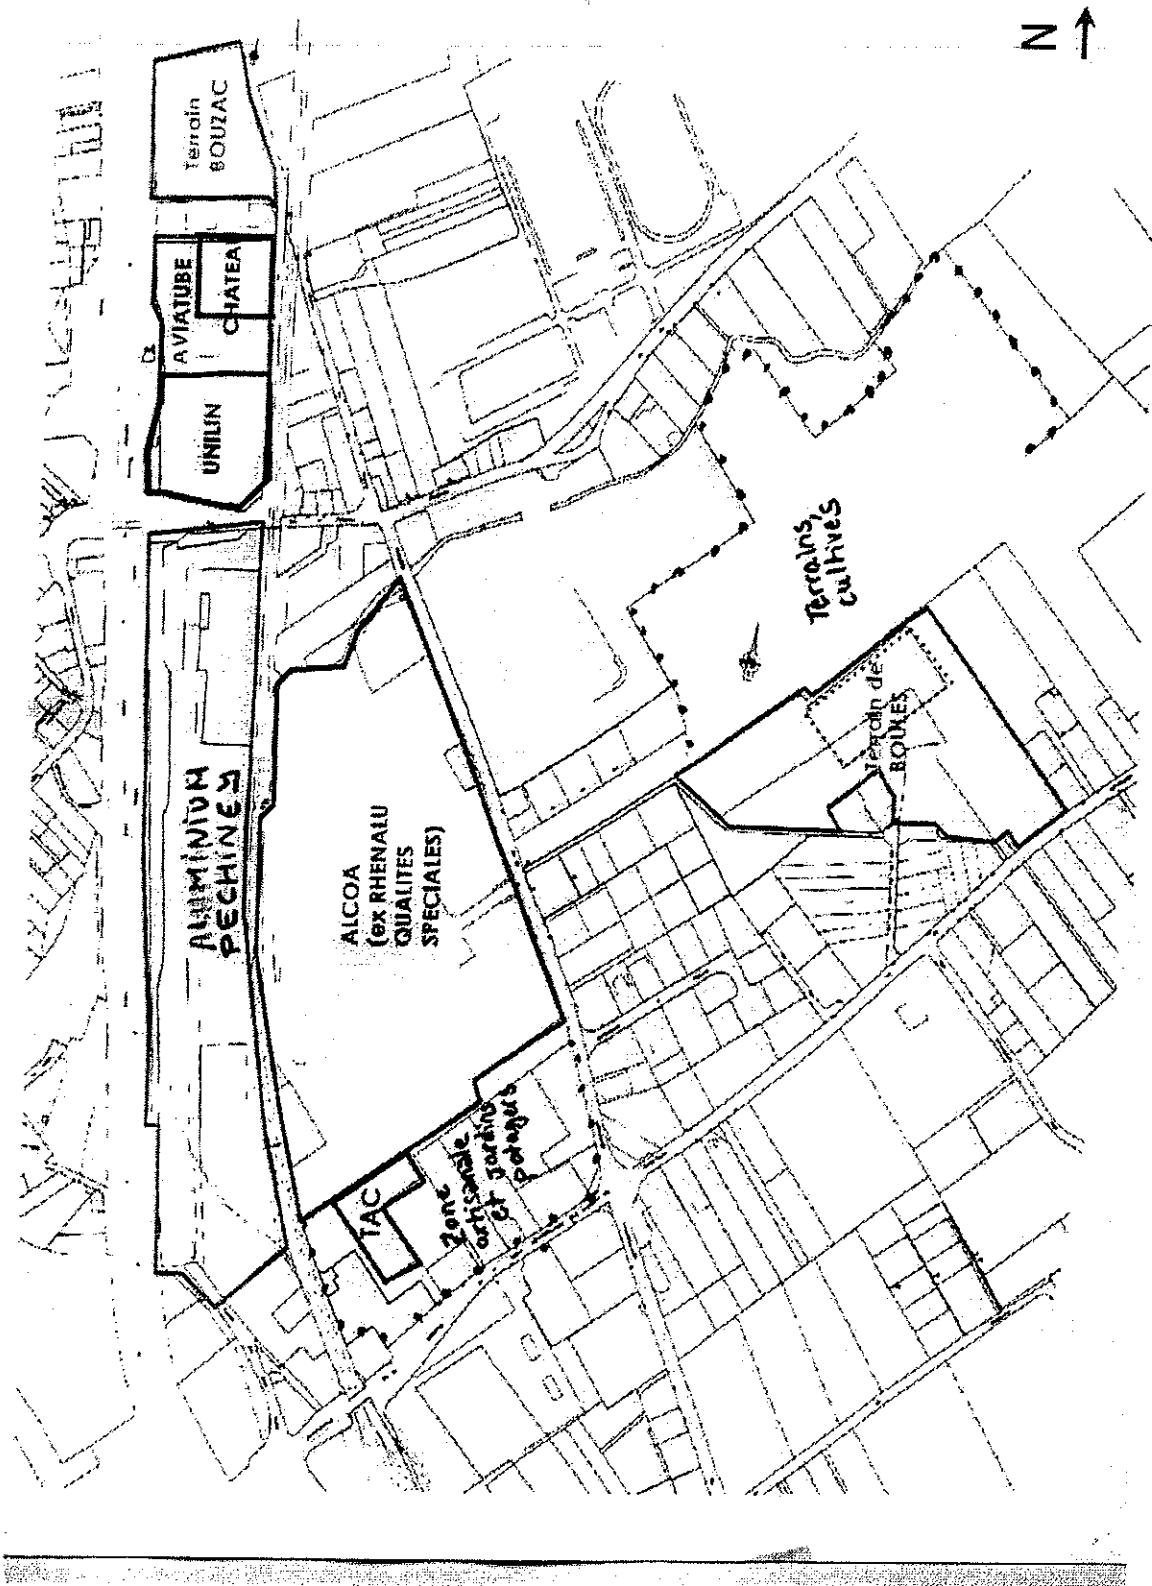 N
Terrain
BOUZAC
AVIATUBE
CHATEA
UNILIN
ALUMINIUM
PECHINEY
ALCOA
(ex RHENALU
QUALITES
SPECIALES)
TAC
Zone
artisanale
et jardins
potagers
Terrains,
cultivés
Terrain de
BOULES